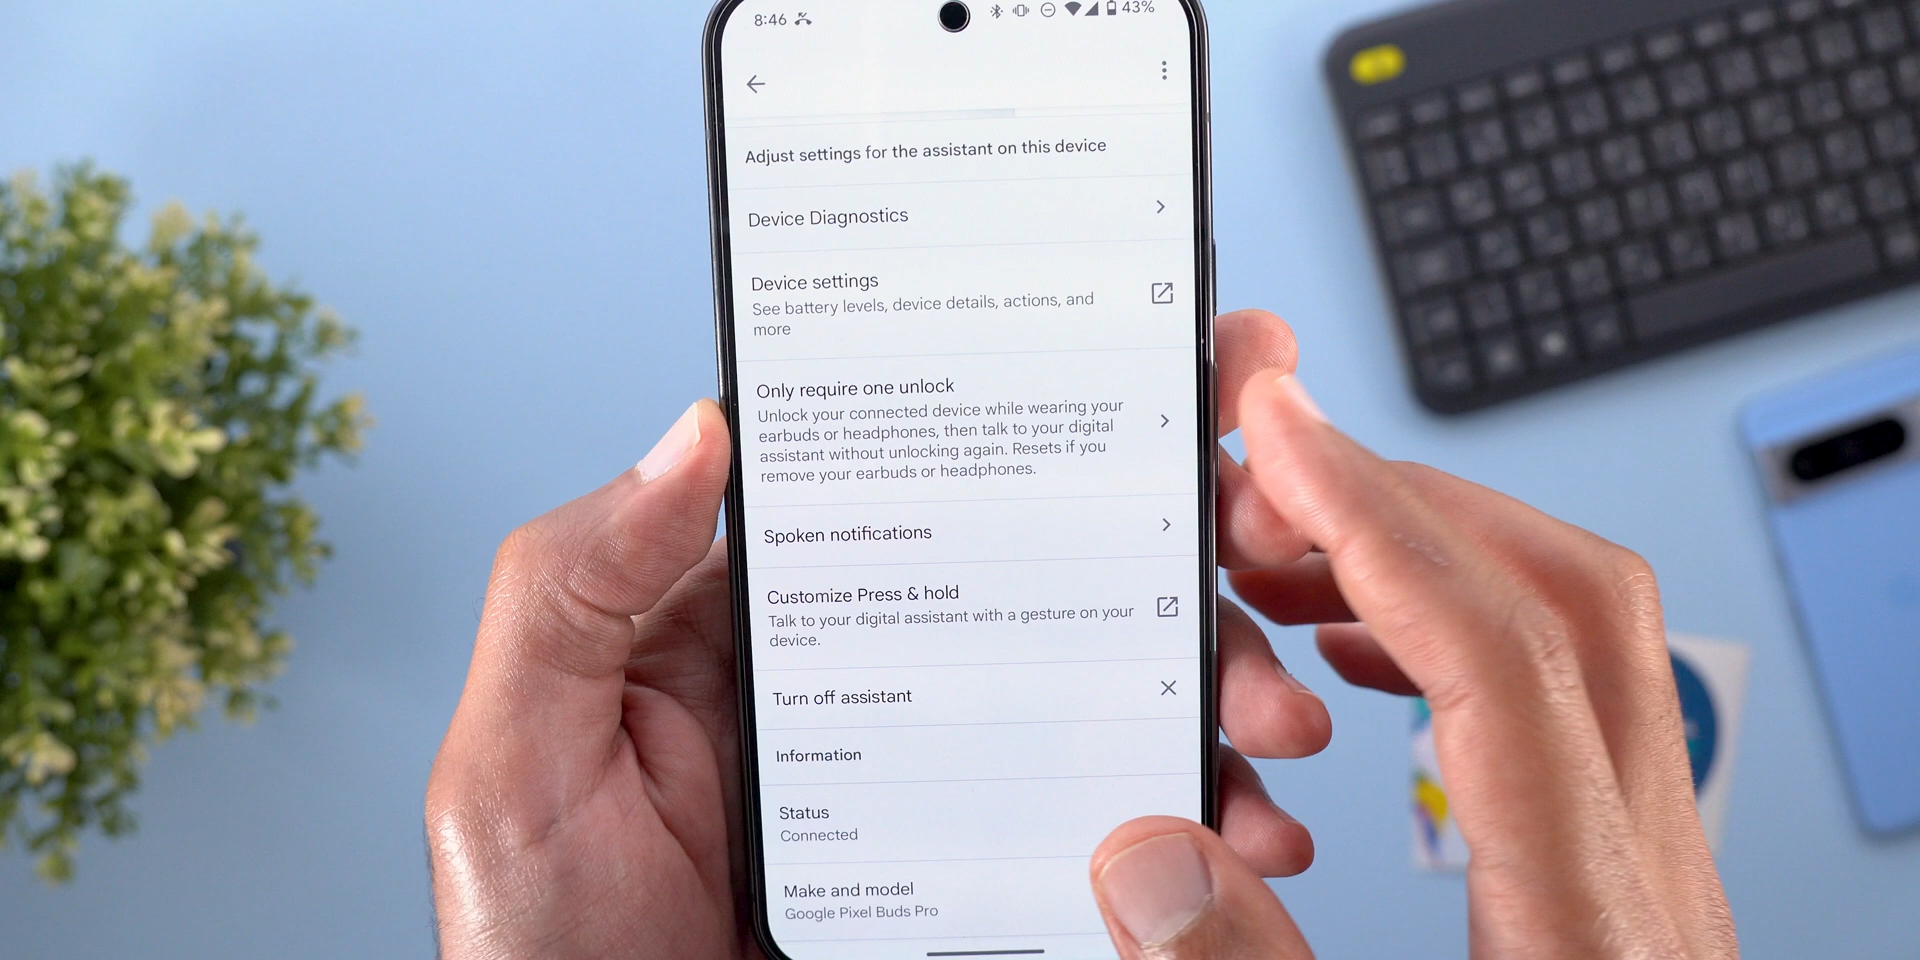 8:46
43%
Adjust settings for the assistant on this device
Device Diagnostics
Device settings
See battery levels, device details, actions, and
more
Only require one unlock
Unlock your connected device while wearing your
earbuds or headphones, then talk to your digital
assistant without unlocking again. Resets if you
remove your earbuds or headphones.
Spoken notifications
Customize Press & hold
Talk to your digital assistant with a gesture on your
device.
Turn off assistant
Information
Status
Connected
Make and model
Google Pixel Buds Pro